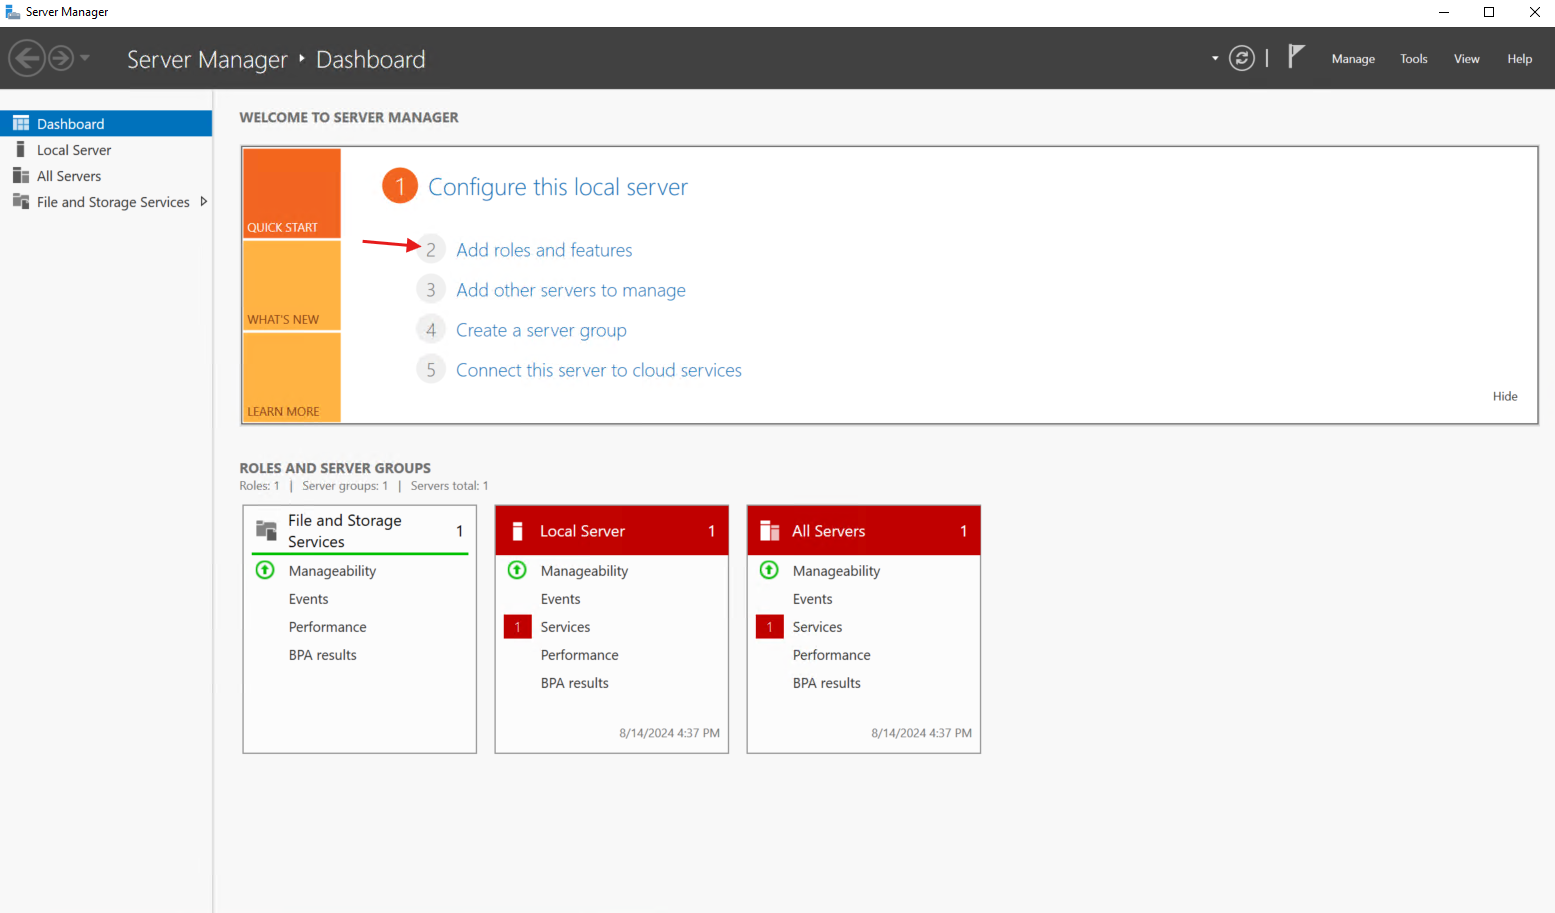 Server Manager
Server Manager ‣ Dashboard
Manage
Tools
View
Help
Dashboard
Local Server
All Servers
File and Storage Services
WELCOME TO SERVER MANAGER
QUICK START
WHAT'S NEW
LEARN MORE
1 Configure this local server
2 Add roles and features
3 Add other servers to manage
4 Create a server group
5 Connect this server to cloud services
Hide
ROLES AND SERVER GROUPS
Roles: 1 | Server groups: 1 | Servers total: 1
File and Storage
Services
1
Manageability
Events
Performance
BPA results
Local Server 1
Manageability
Events
1 Services
Performance
BPA results
8/14/2024 4:37 PM
All Servers 1
Manageability
Events
1 Services
Performance
BPA results
8/14/2024 4:37 PM